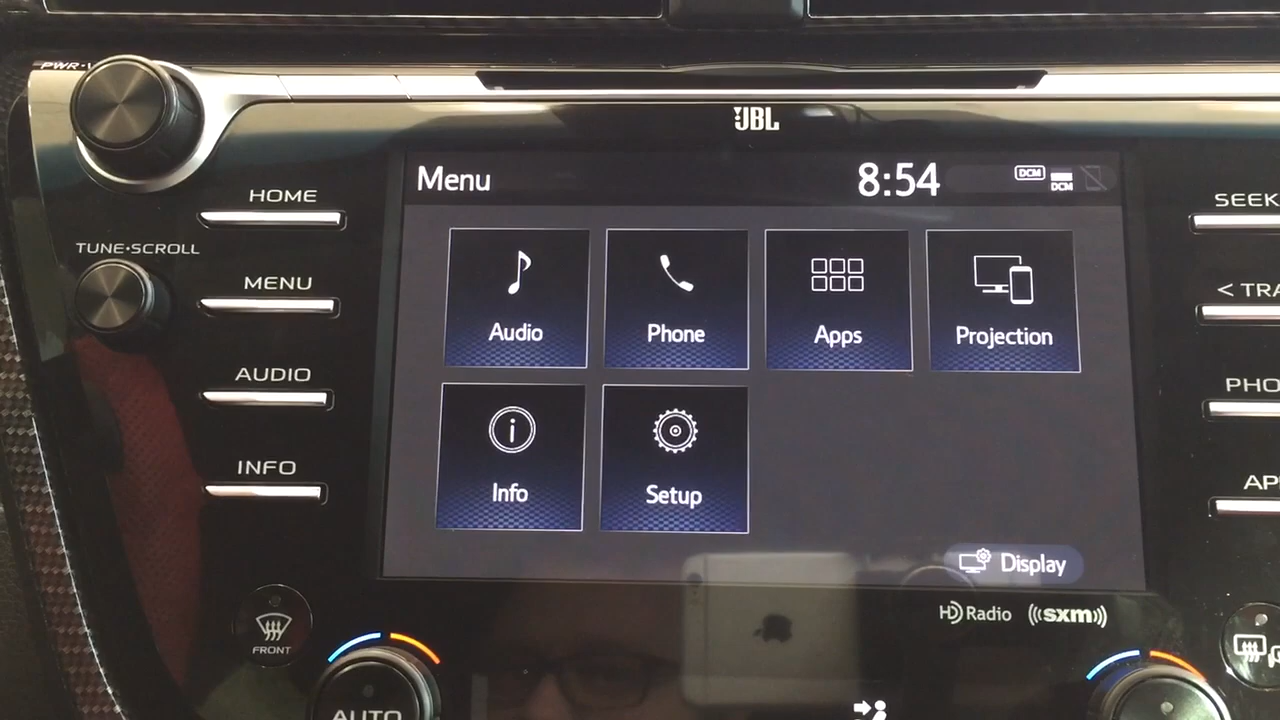 PWR•V
JBL
Menu
8:54
DCM
DCM
HOME
TUNE•SCROLL
MENU
AUDIO
INFO
SEEK
< TRA
PHO
AP
Audio
Phone
Apps
Projection
Info
Setup
Display
HD Radio
((sxm))
FRONT
AUTO